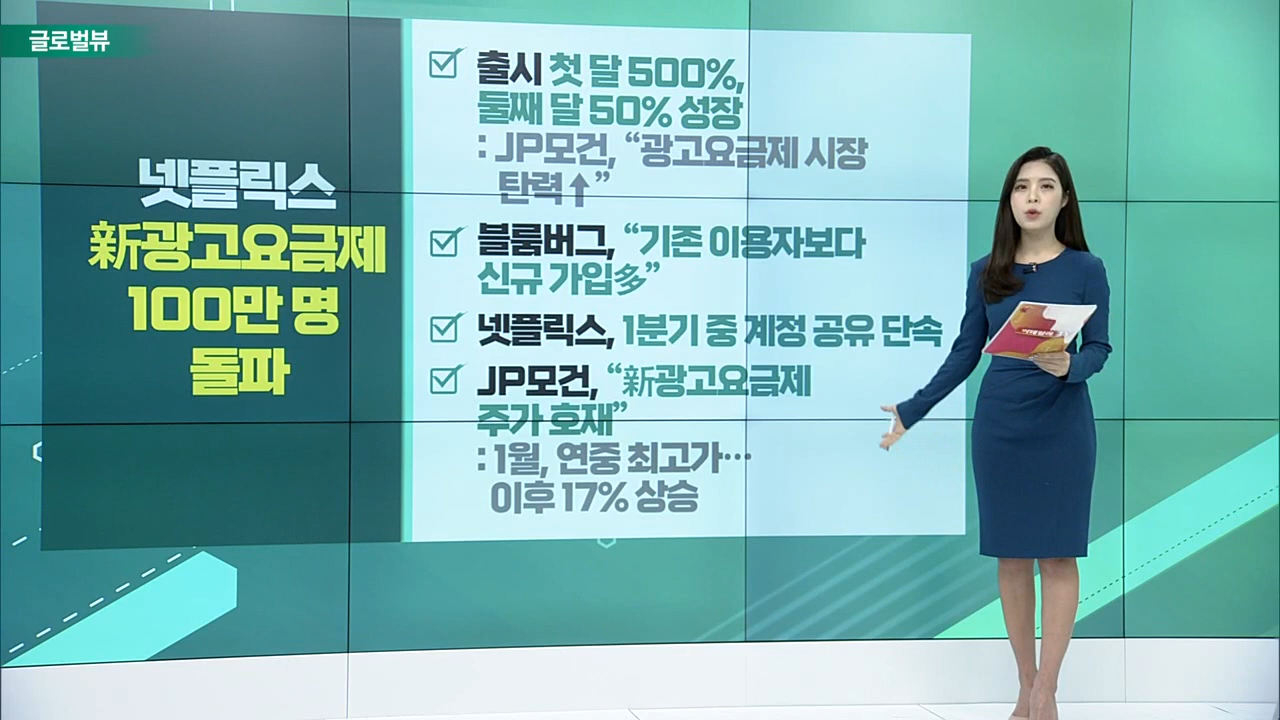 글로벌뷰
넷플릭스
新광고요금제
100만 명
돌파
출시 첫 달 500%,
둘째 달 50% 성장
: JP모건, “광고요금제 시장
탄력↑”
블룸버그, “기존 이용자보다
신규 가입多”
넷플릭스, 1분기 중 계정 공유 단속
JP모건, “新광고요금제
주가 호재”
: 1월, 연중 최고가…
이후 17% 상승